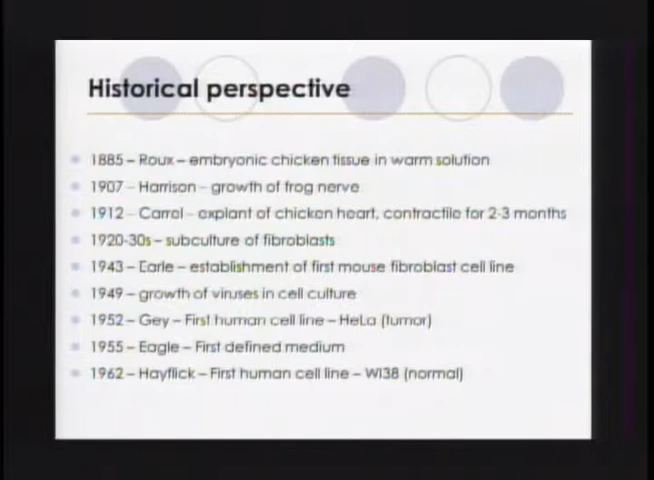 Historical perspective
1885 – Roux – embryonic chicken tissue in warm solution
1907 – Harrison – growth of frog nerve
1912 – Carrel – explant of chicken heart, contractile for 2-3 months
1920-30s – subculture of fibroblasts
1943 – Earle – establishment of first mouse fibroblast cell line
1949 – growth of viruses in cell culture
1952 – Gey – First human cell line – HeLa (tumor)
1955 – Eagle – First defined medium
1962 – Hayflick – First human cell line – WI38 (normal)